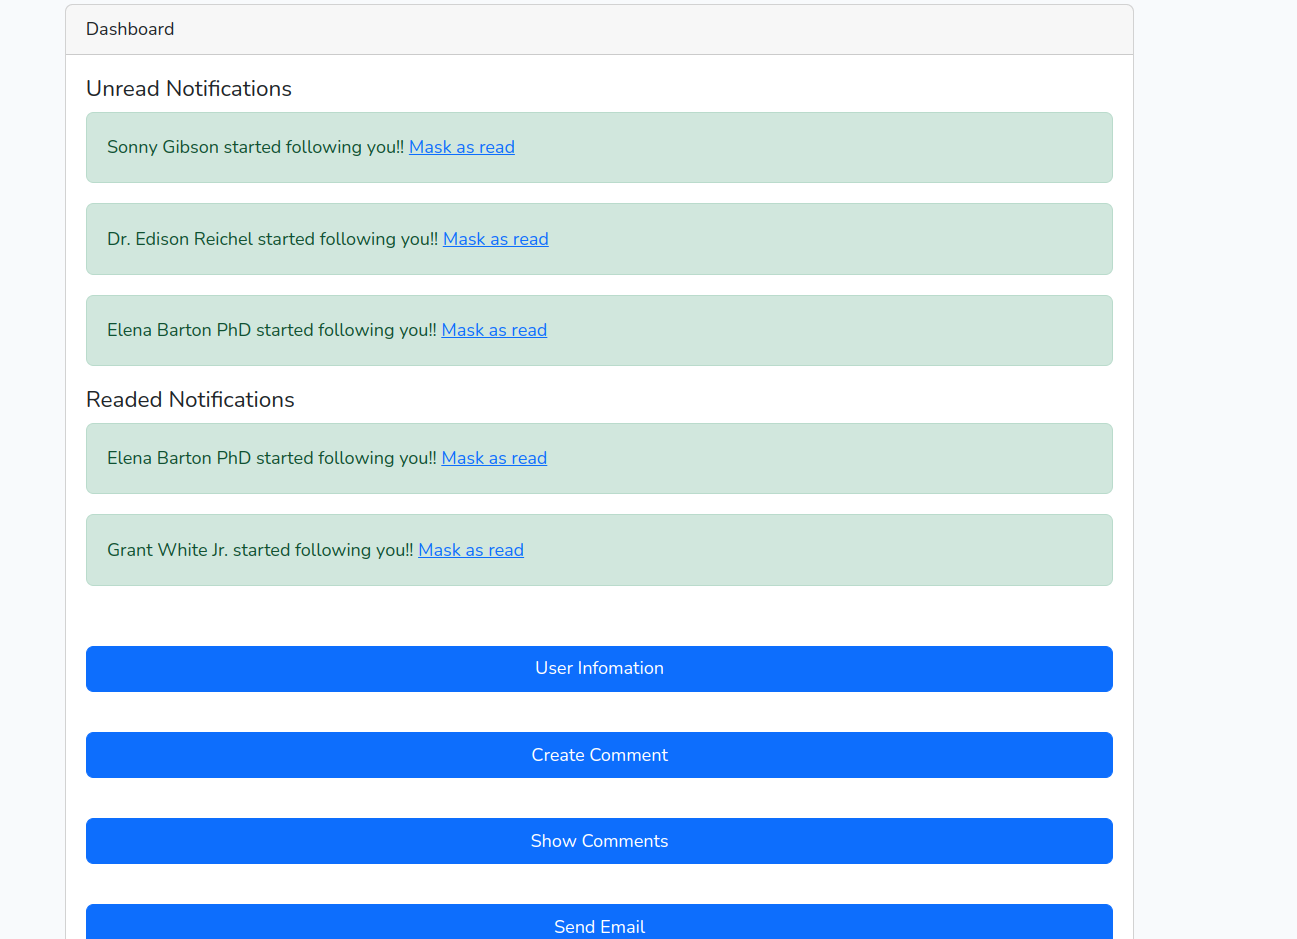 Dashboard
Unread Notifications
Sonny Gibson started following you!! Mask as read
Dr. Edison Reichel started following you!! Mask as read
Elena Barton PhD started following you!! Mask as read
Readed Notifications
Elena Barton PhD started following you!! Mask as read
Grant White Jr. started following you!! Mask as read
User Infomation
Create Comment
Show Comments
Send Email